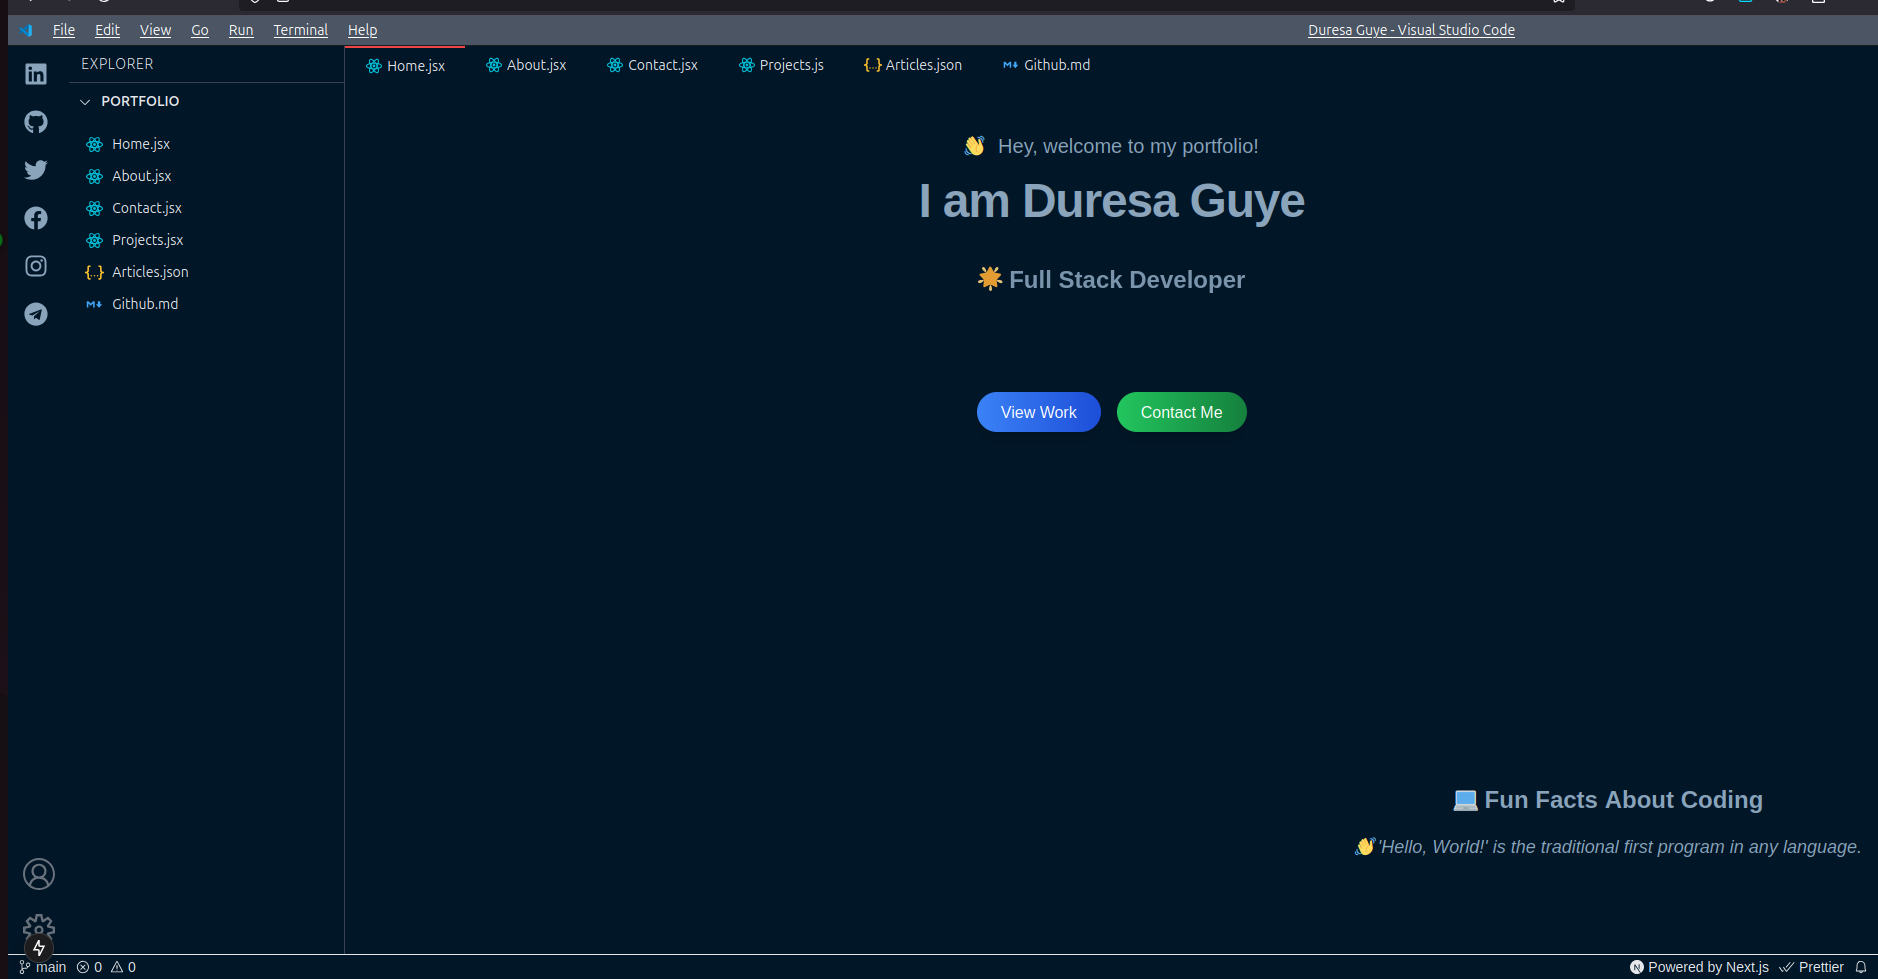 File Edit View Go Run Terminal Help
Duresa Guye - Visual Studio Code
EXPLORER
PORTFOLIO
Home.jsx
About.jsx
Contact.jsx
Projects.jsx
{...} Articles.json
M↓ Github.md
Home.jsx About.jsx Contact.jsx Projects.js {...} Articles.json M↓ Github.md
👋 Hey, welcome to my portfolio!
I am Duresa Guye
Full Stack Developer
View Work Contact Me
💻 Fun Facts About Coding
👋 'Hello, World!' is the traditional first program in any language.
main 0 0
N Powered by Next.js Prettier